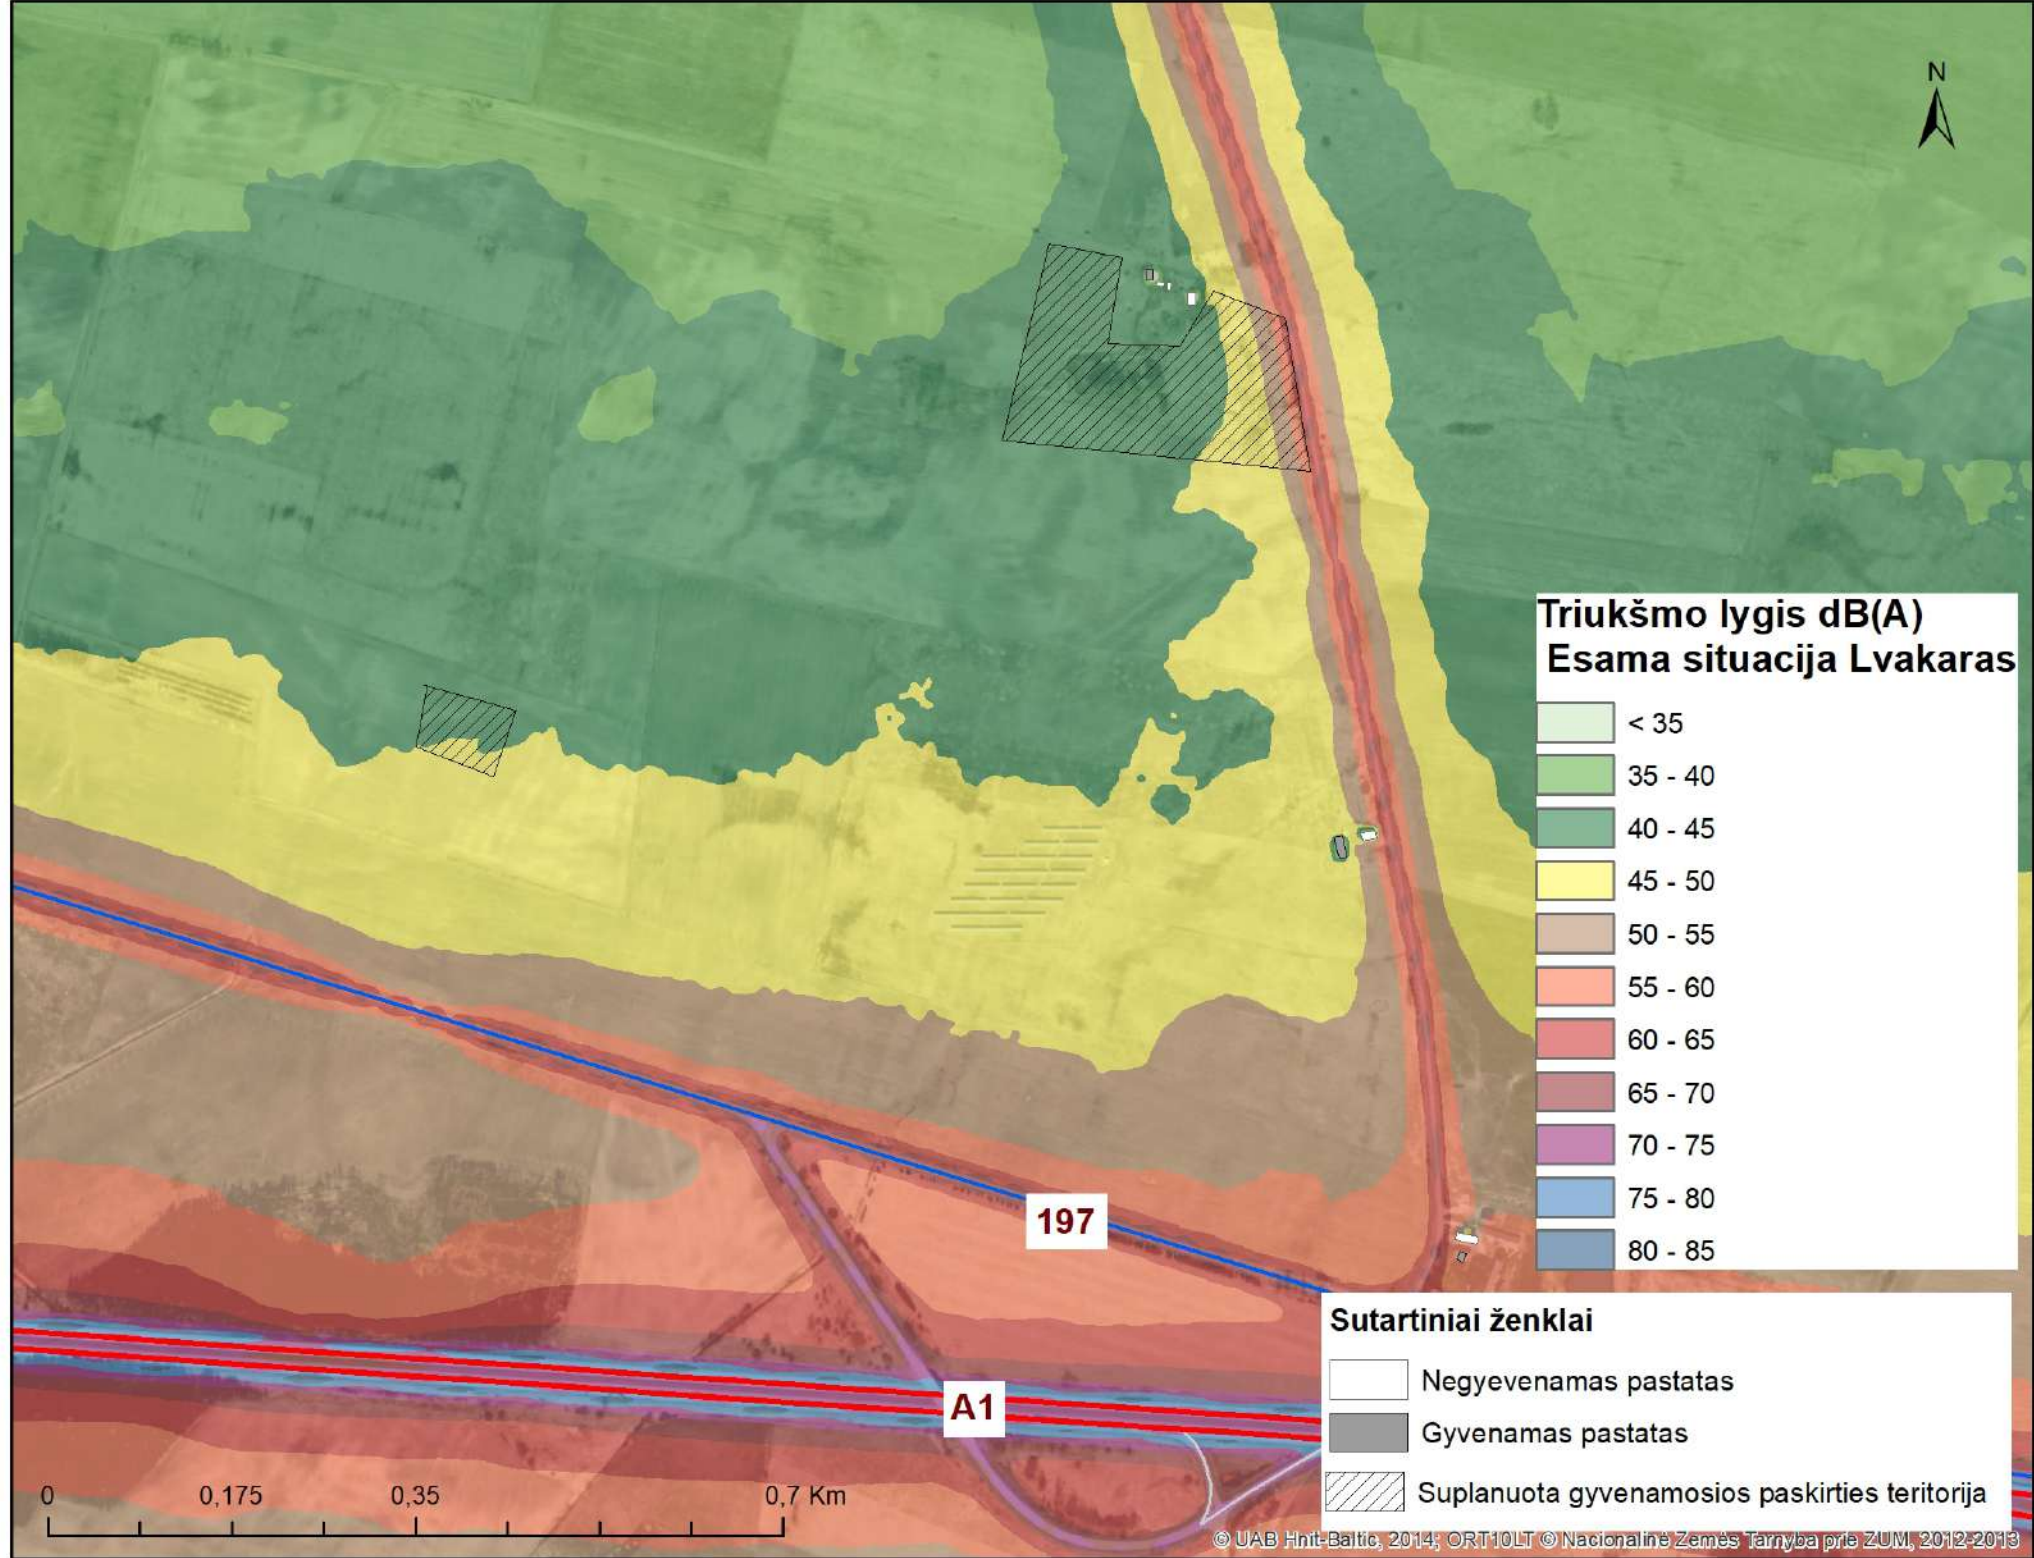 N
Triukšmo lygis dB(A)
Esama situacija Lvakaras
< 35
35 - 40
40 - 45
45 - 50
50 - 55
55 - 60
60 - 65
65 - 70
70 - 75
75 - 80
80 - 85
197
A1
Sutartiniai ženklai
Negyevenamas pastatas
Gyvenamas pastatas
Suplanuota gyvenamosios paskirties teritorija
0 0,175 0,35 0,7 Km
© UAB Hnit-Baltic, 2014; ORT10LT © Nacionalinė Žemės Tarnyba prie ŽŪM, 2012-2013